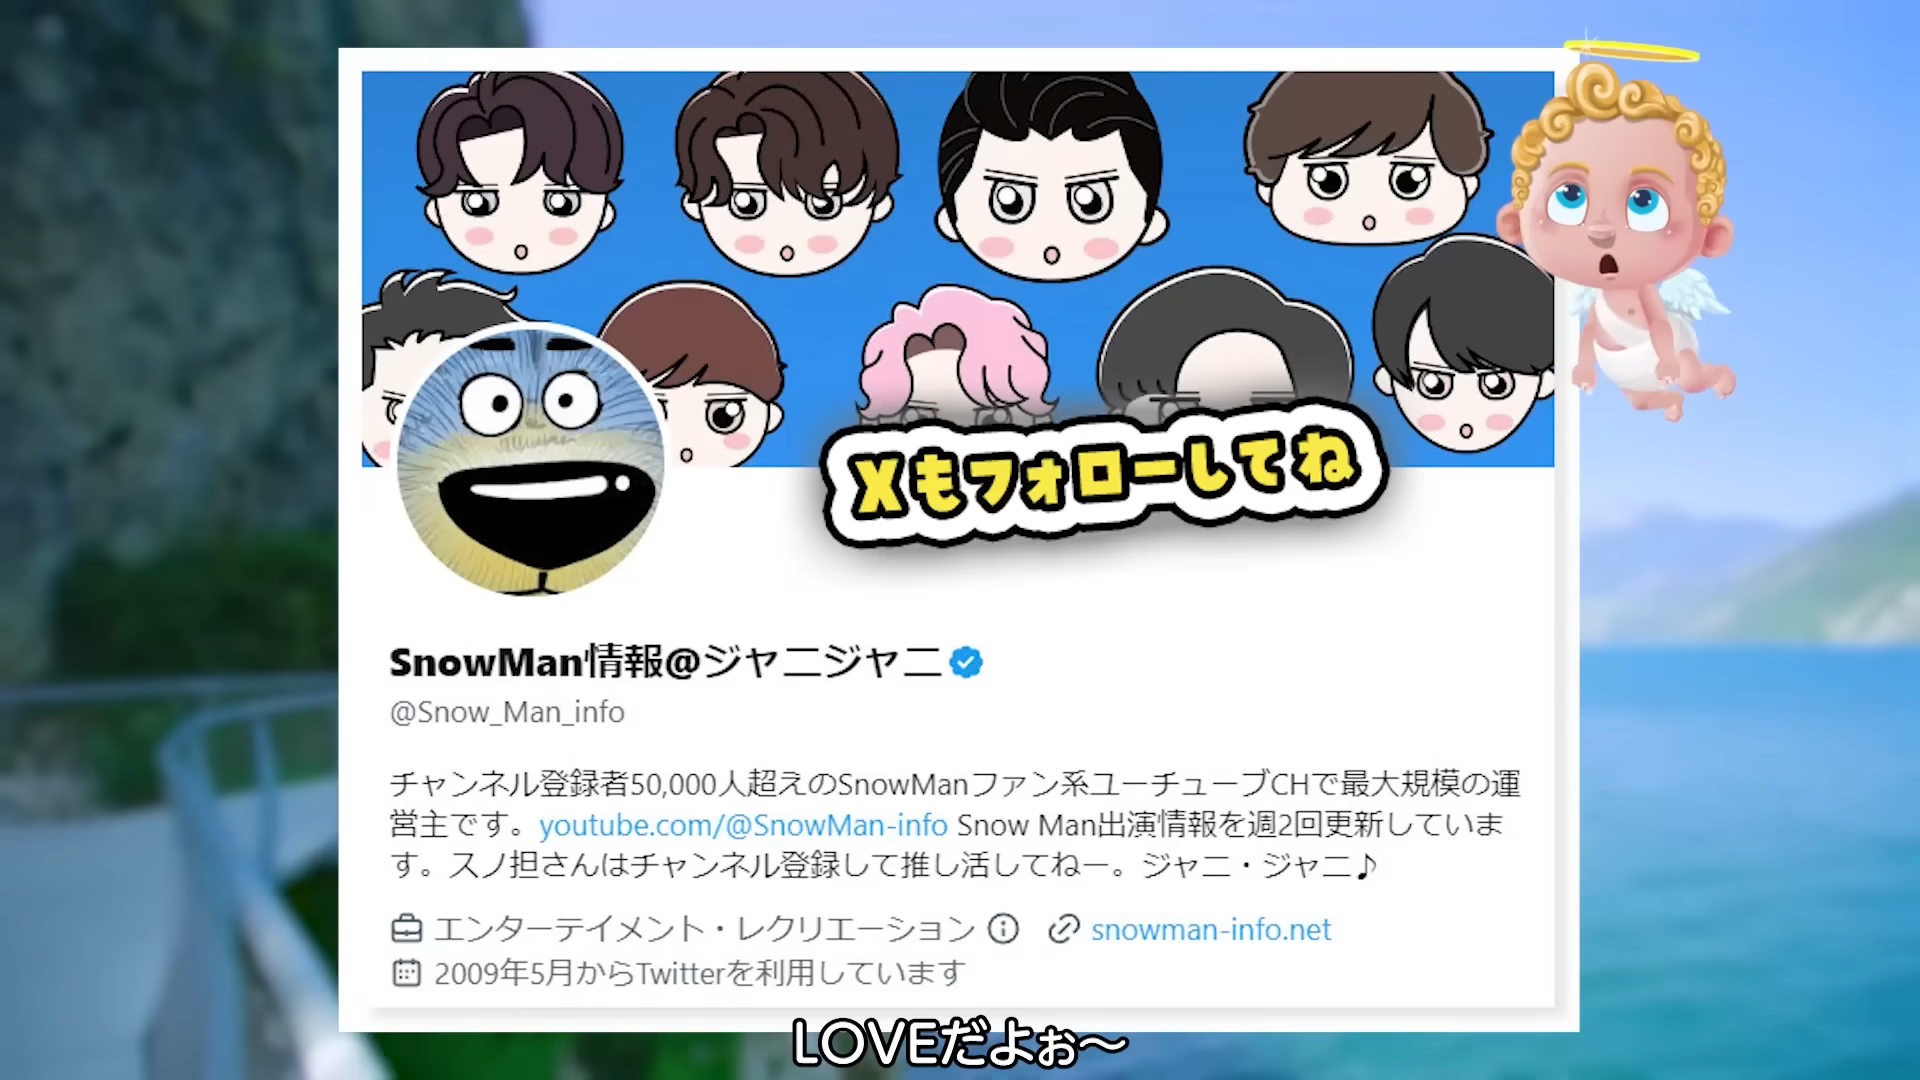 Xもフォローしてね
SnowMan情報@ジャニジャニ
@Snow_Man_info
チャンネル登録者50,000人超えのSnowManファン系ユーチューブCHで最大規模の運
営主です。youtube.com/@SnowMan-info Snow Man出演情報を週2回更新していま
す。スノ担さんはチャンネル登録して推し活してねー。ジャニ・ジャニ♪
エンターテイメント・レクリエーション snowman-info.net
2009年5月からTwitterを利用しています
LOVEだよぉ〜